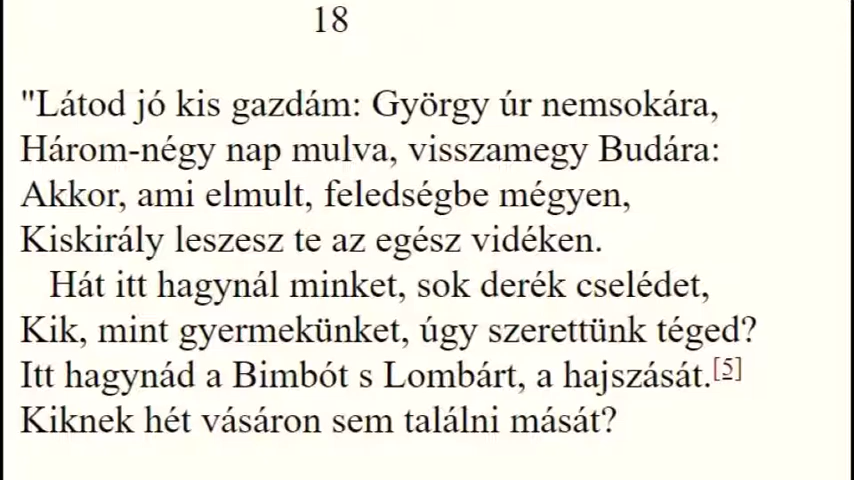 18
"Látod jó kis gazdám: György úr nemsokára,
Három-négy nap mulva, visszamegy Budára:
Akkor, ami elmult, feledségbe mégyen,
Kiskirály leszesz te az egész vidéken.
Hát itt hagynál minket, sok derék cselédet,
Kik, mint gyermekünket, úgy szerettünk téged?
Itt hagynád a Bimbót s Lombárt, a hajszását.[5]
Kiknek hét vásáron sem találni mását?